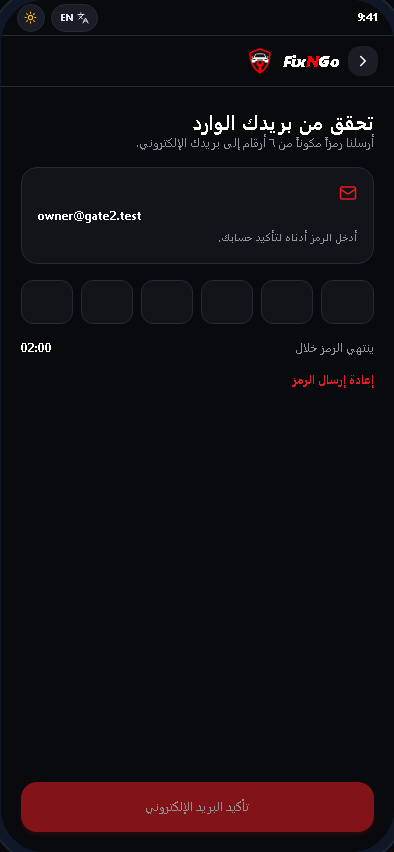 EN
9:41
FixNGo
تحقق من بريدك الوارد
أرسلنا رمزاً مكوناً من ٦ أرقام إلى بريدك الإلكتروني.
owner@gate2.test
أدخل الرمز أدناه لتأكيد حسابك.
ينتهي الرمز خلال
02:00
إعادة إرسال الرمز
تأكيد البريد الإلكتروني